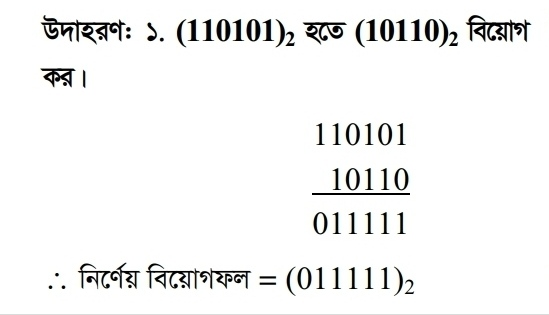 উদাহরণ: ১. (110101)₂ হতে (10110)₂ বিয়োগ
কর।
110101
10110
011111
∴ নির্ণেয় বিয়োগফল = (011111)₂